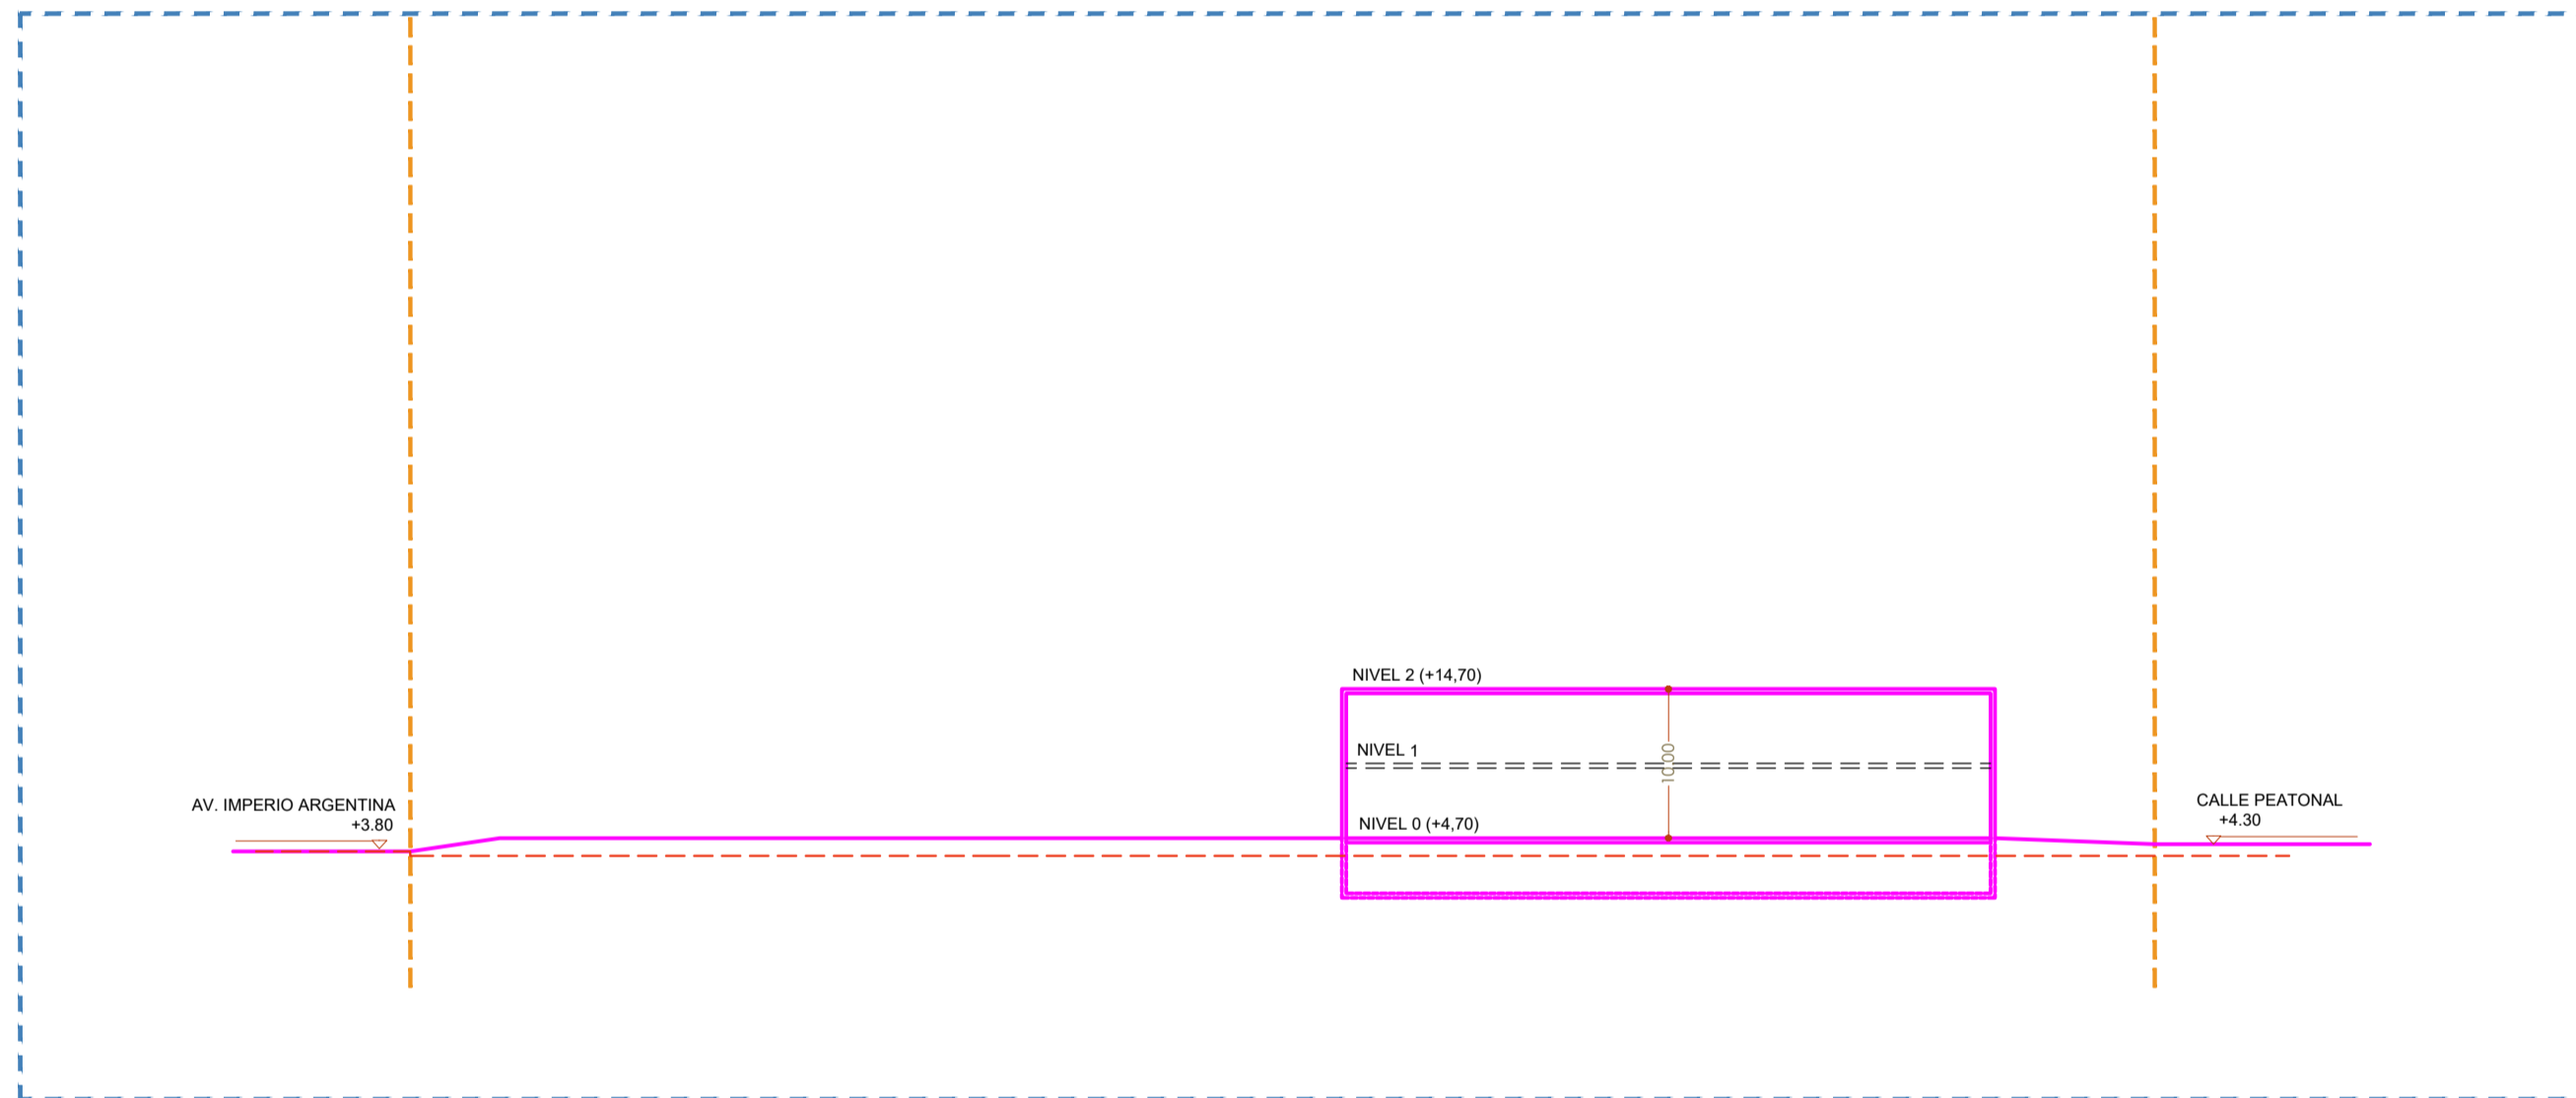 NIVEL 2 (+14,70)
NIVEL 1
10.00
AV. IMPERIO ARGENTINA
+3.80
NIVEL 0 (+4,70)
CALLE PEATONAL
+4.30